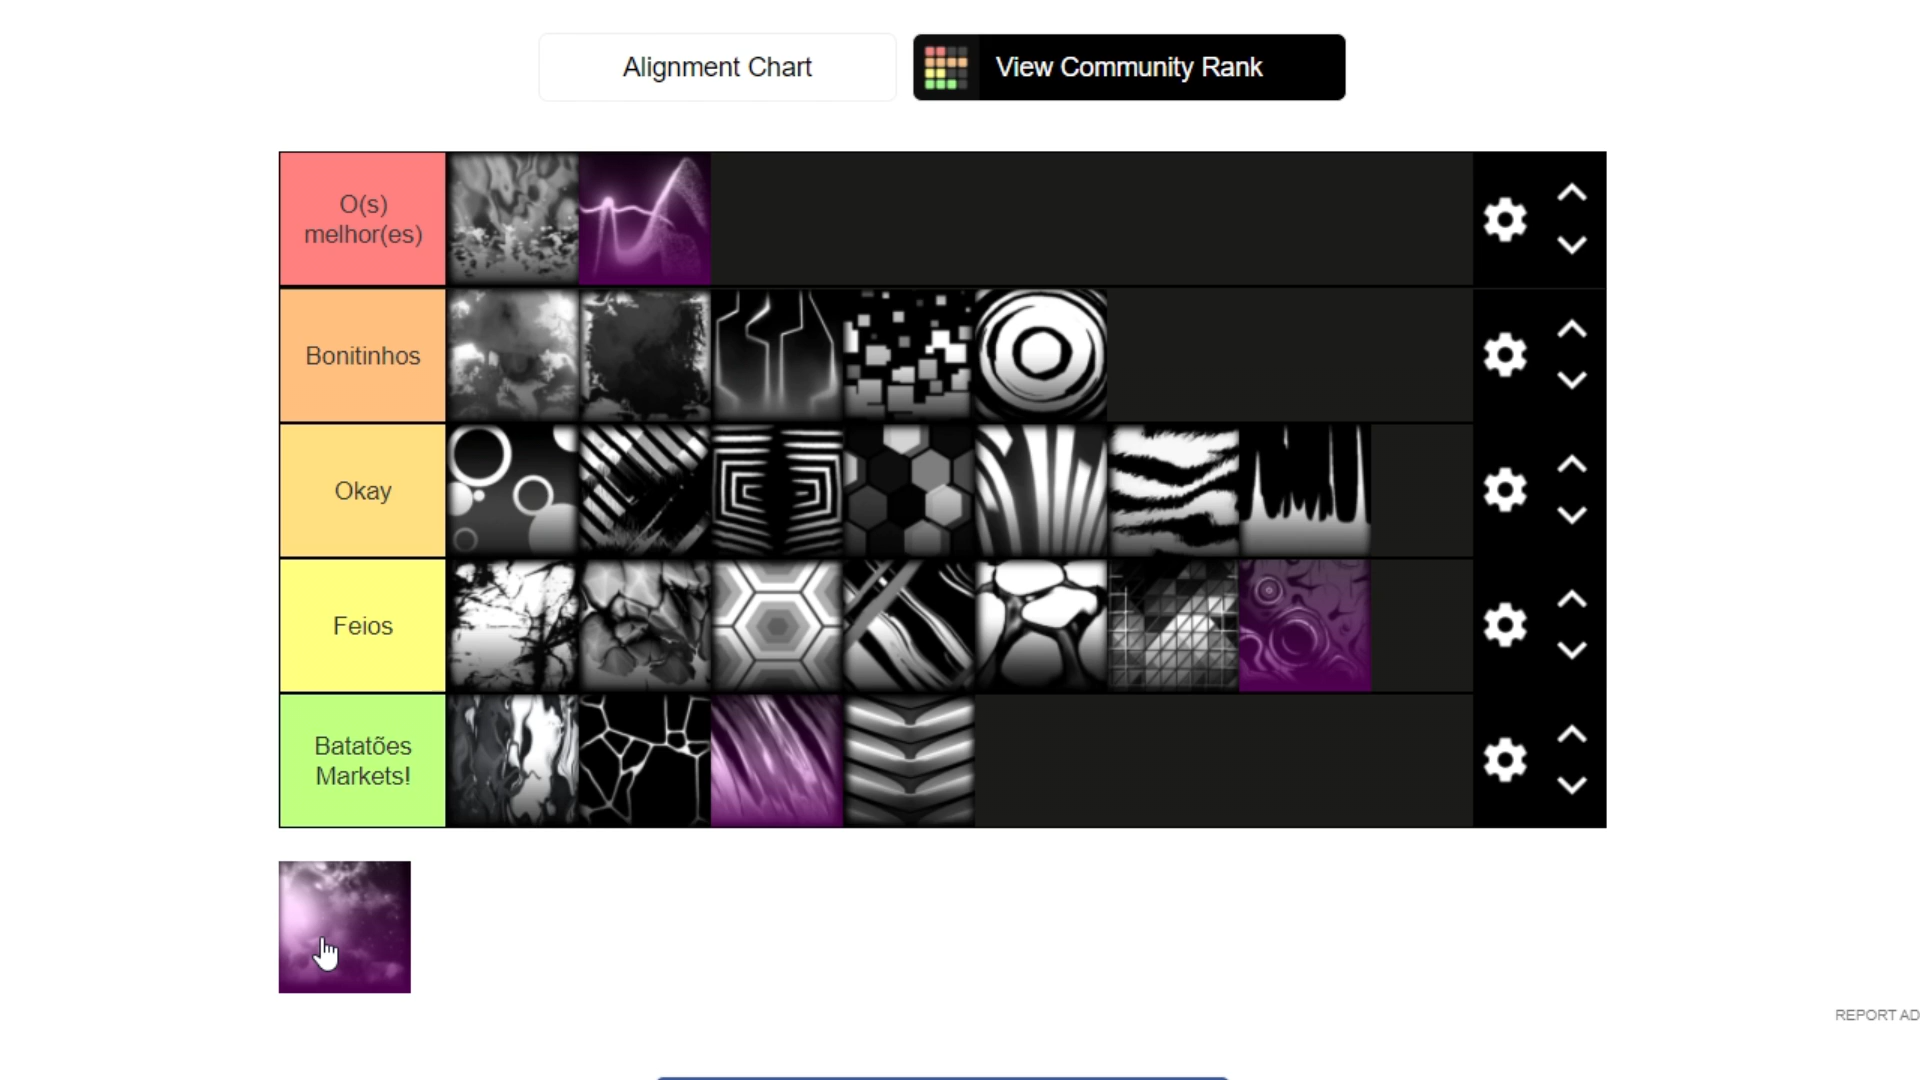 Alignment Chart
View Community Rank
O(s)
melhor(es)
Bonitinhos
Okay
Feios
Batatões
Markets!
REPORT AD